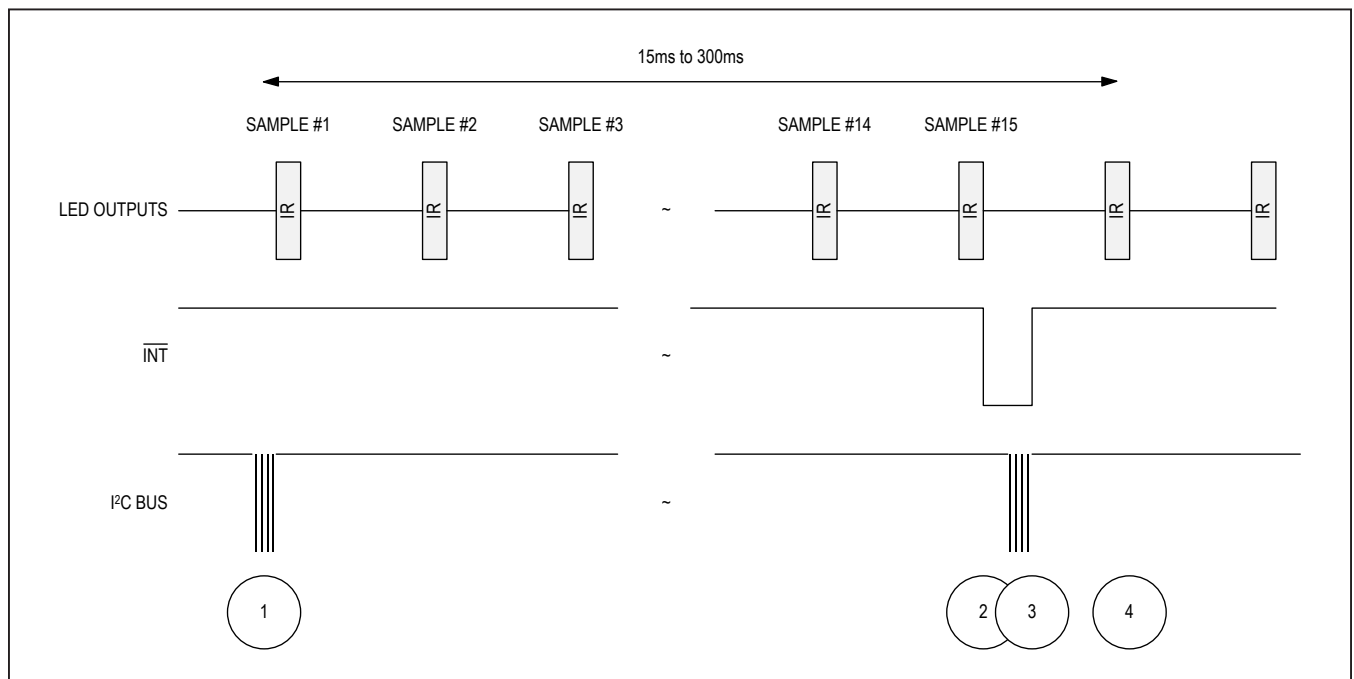 15ms to 300ms
SAMPLE #1 SAMPLE #2 SAMPLE #3 SAMPLE #14 SAMPLE #15
LED OUTPUTS IR IR IR ~ IR IR IR IR
INT ~
I²C BUS ~
1 2 3 4